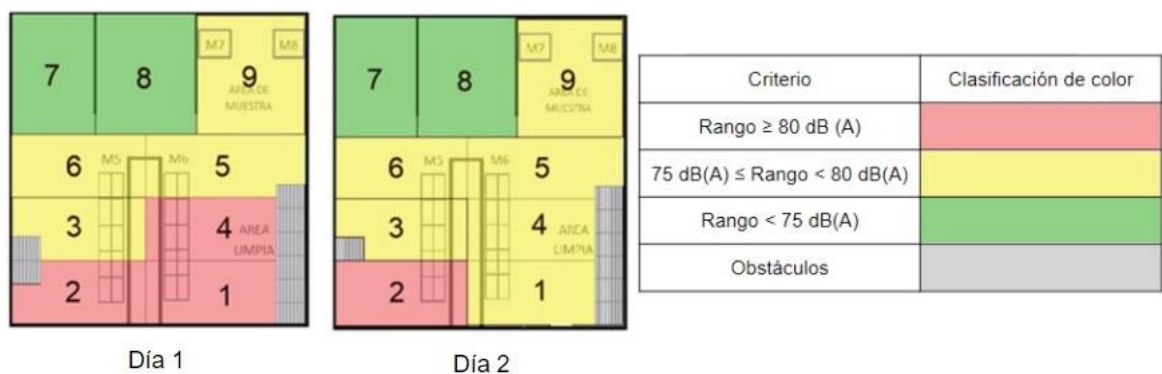 7
8
M7
M8
9
AREA DE
MUESTRA
6
M5
M6
5
3
4
AREA
LIMPIA
2
1
Día 1
7
8
M7
M8
9
AREA DE
MUESTRA
6
M5
M6
5
3
4
AREA
LIMPIA
2
1
Día 2
Criterio
Clasificación de color
Rango ≥ 80 dB (A)
75 dB(A) ≤ Rango < 80 dB(A)
Rango < 75 dB(A)
Obstáculos